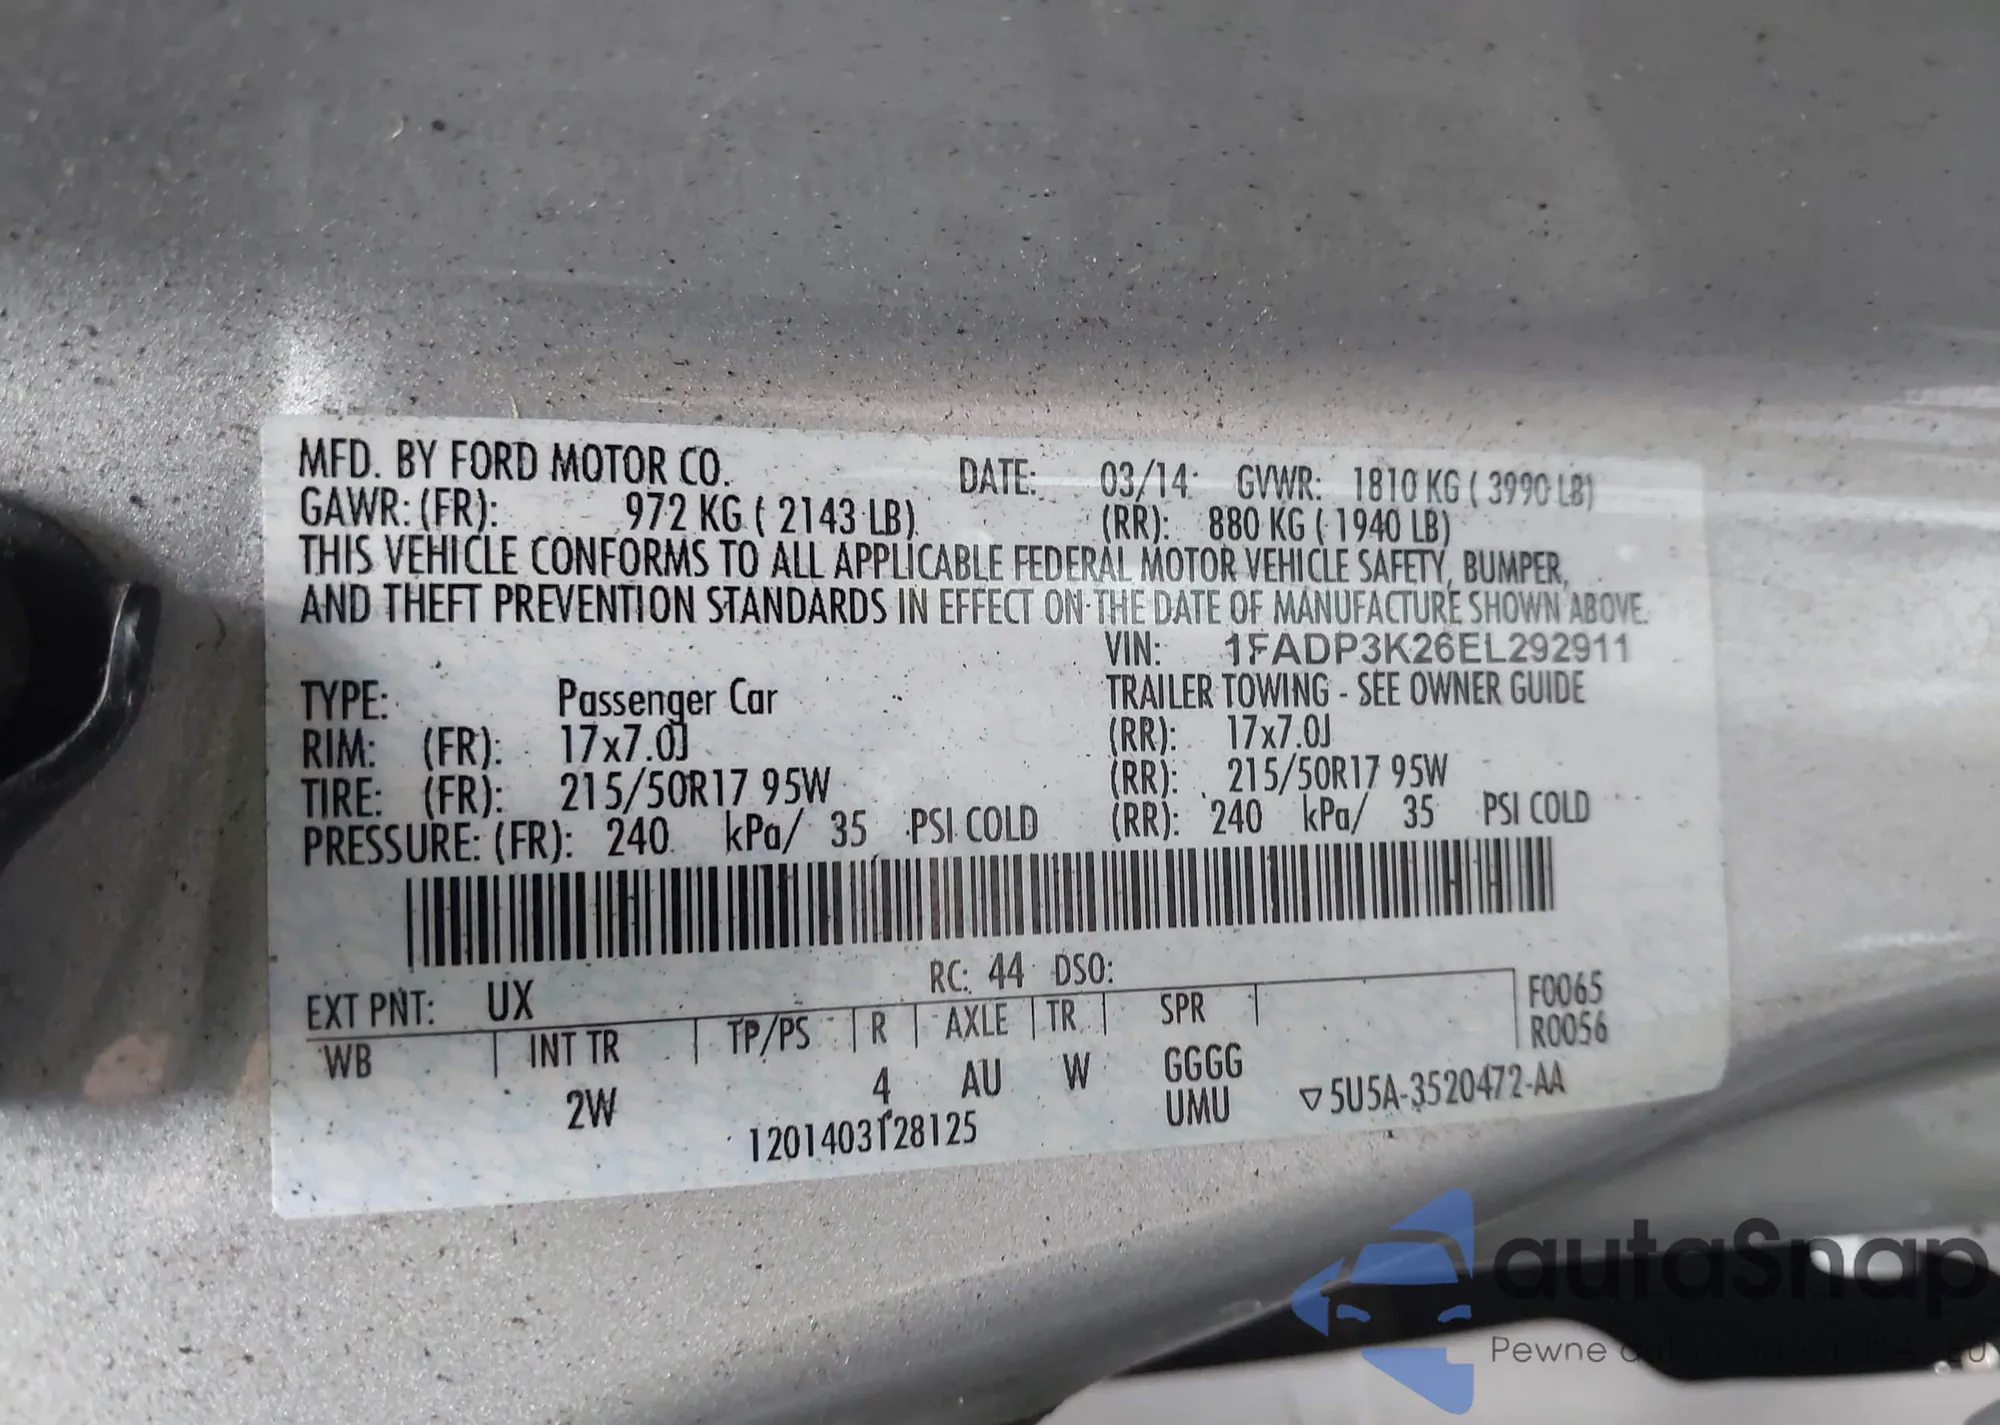 MFD. BY FORD MOTOR CO. DATE: 03/14 GVWR: 1810 KG ( 3990 LB)
GAWR: (FR): 972 KG ( 2143 LB) (RR): 880 KG ( 1940 LB)
THIS VEHICLE CONFORMS TO ALL APPLICABLE FEDERAL MOTOR VEHICLE SAFETY, BUMPER,
AND THEFT PREVENTION STANDARDS IN EFFECT ON THE DATE OF MANUFACTURE SHOWN ABOVE.
VIN: 1FADP3K26EL292911
TYPE: Passenger Car TRAILER TOWING - SEE OWNER GUIDE
RIM: (FR): 17x7.0J (RR): 17x7.0J
TIRE: (FR): 215/50R17 95W (RR): 215/50R17 95W
PRESSURE: (FR): 240 kPa/ 35 PSI COLD (RR): 240 kPa/ 35 PSI COLD
EXT PNT: UX RC: 44 DSO: F0065
WB INT TR TP/PS R AXLE TR SPR R0056
2W 4 AU W GGGG
UMU ▽5U5A-3520472-AA
1201403128125
autaSnap
Pewne